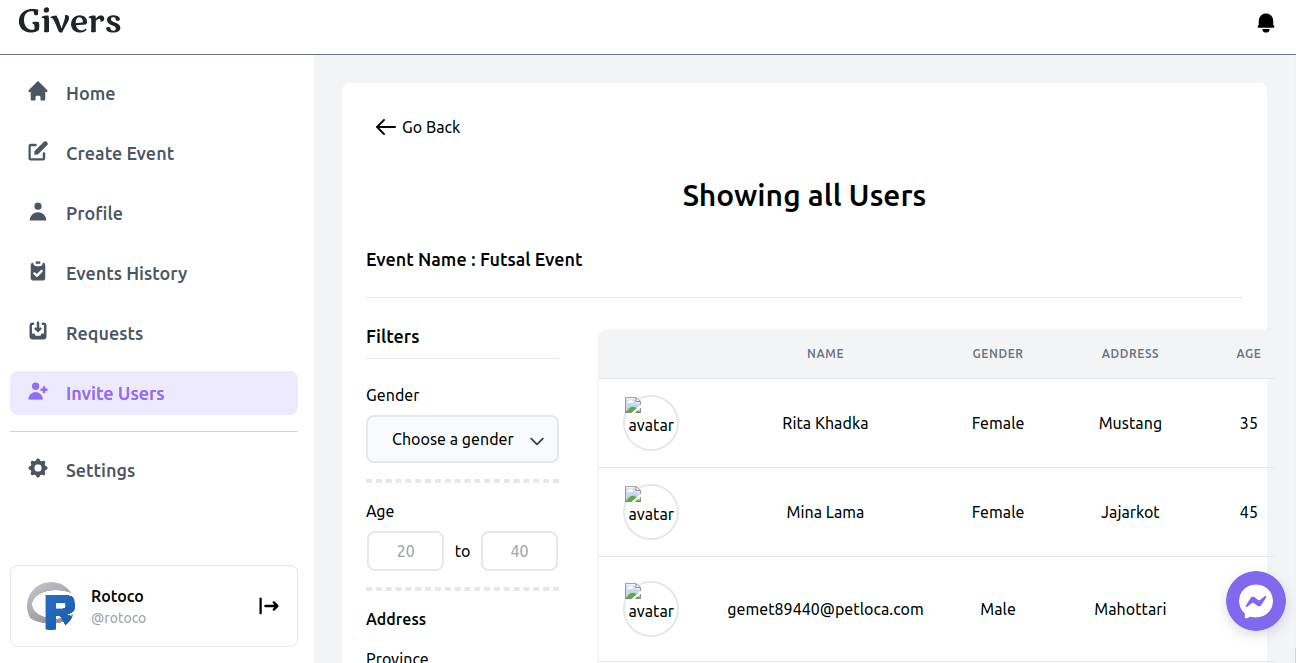 Givers
Home
Create Event
Profile
Events History
Requests
Invite Users
Settings
Rotoco
@rotoco
Go Back
Showing all Users
Event Name : Futsal Event
Filters
Gender
Choose a gender
Age
20 to 40
Address
Province
NAME GENDER ADDRESS AGE
avatar Rita Khadka Female Mustang 35
avatar Mina Lama Female Jajarkot 45
avatar gemet89440@petloca.com Male Mahottari